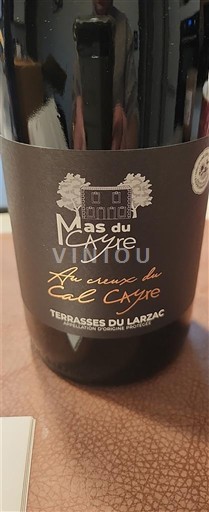 Mas du
Cayre
VINIOU
Au creux du
Cal Cayre
TERRASSES DU LARZAC
APPELLATION D'ORIGINE PROTÉGÉE